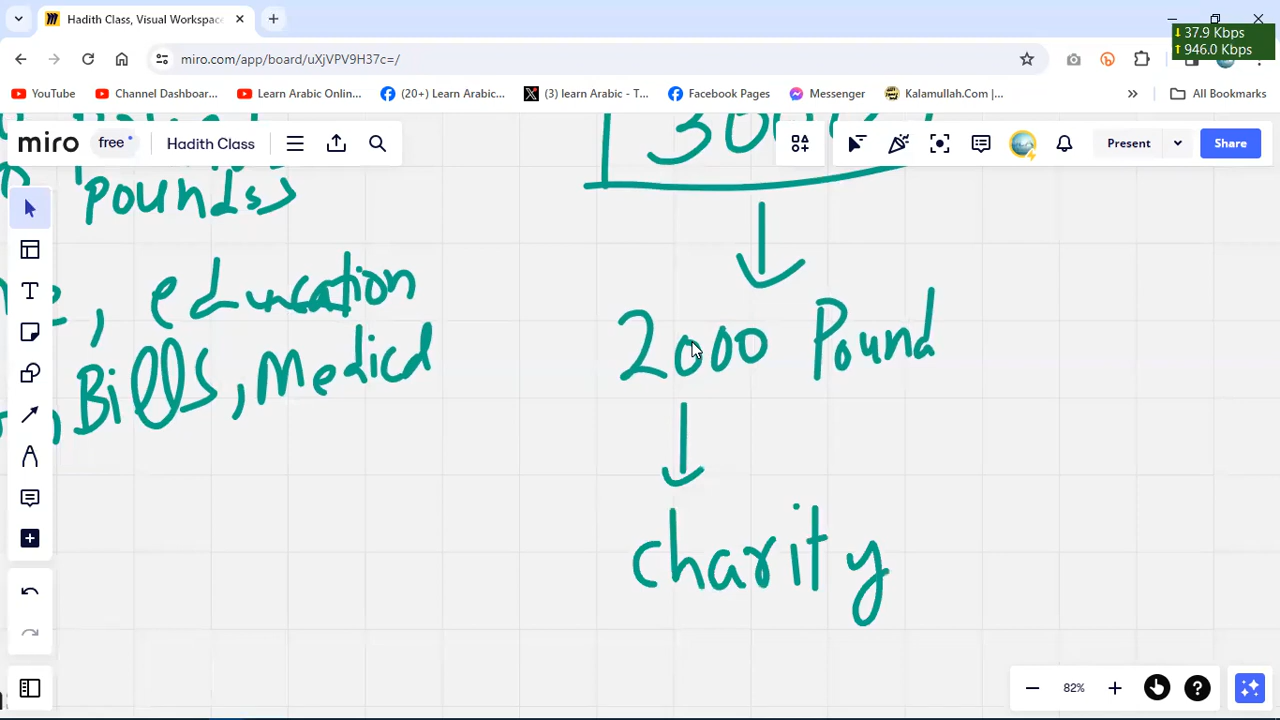 Hadith Class, Visual Workspac
37.9 Kbps
946.0 Kbps
miro.com/app/board/uXjVPV9H37c=/
YouTube
Channel Dashboar...
Learn Arabic Onlin...
(20+) Learn Arabic...
(3) learn Arabic - T...
Facebook Pages
Messenger
Kalamullah.Com |...
All Bookmarks
miro
free
Hadith Class
Present
Share
poundss
, education
Bills, Medical
2000 Pound
charity
82%